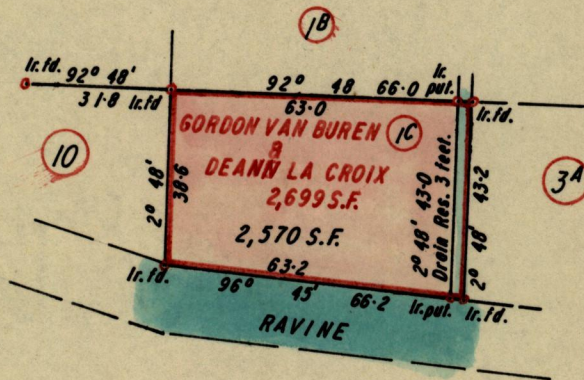 1B
Ir.fd. 92° 48'
31·8 Ir.fd
92° 48 66·0
63·0
Ir. put.
Ir.fd.
10
GORDON VAN BUREN 1C
&
DEANN LA CROIX
2,699 S.F.
2,570 S.F.
2° 48'
38·6
2° 48' 43·0
Drain Res. 3 feet.
2° 48' 43·2
3A
Ir.fd.
63·2
96° 45' 66·2
Ir.put.
Ir.fd.
RAVINE